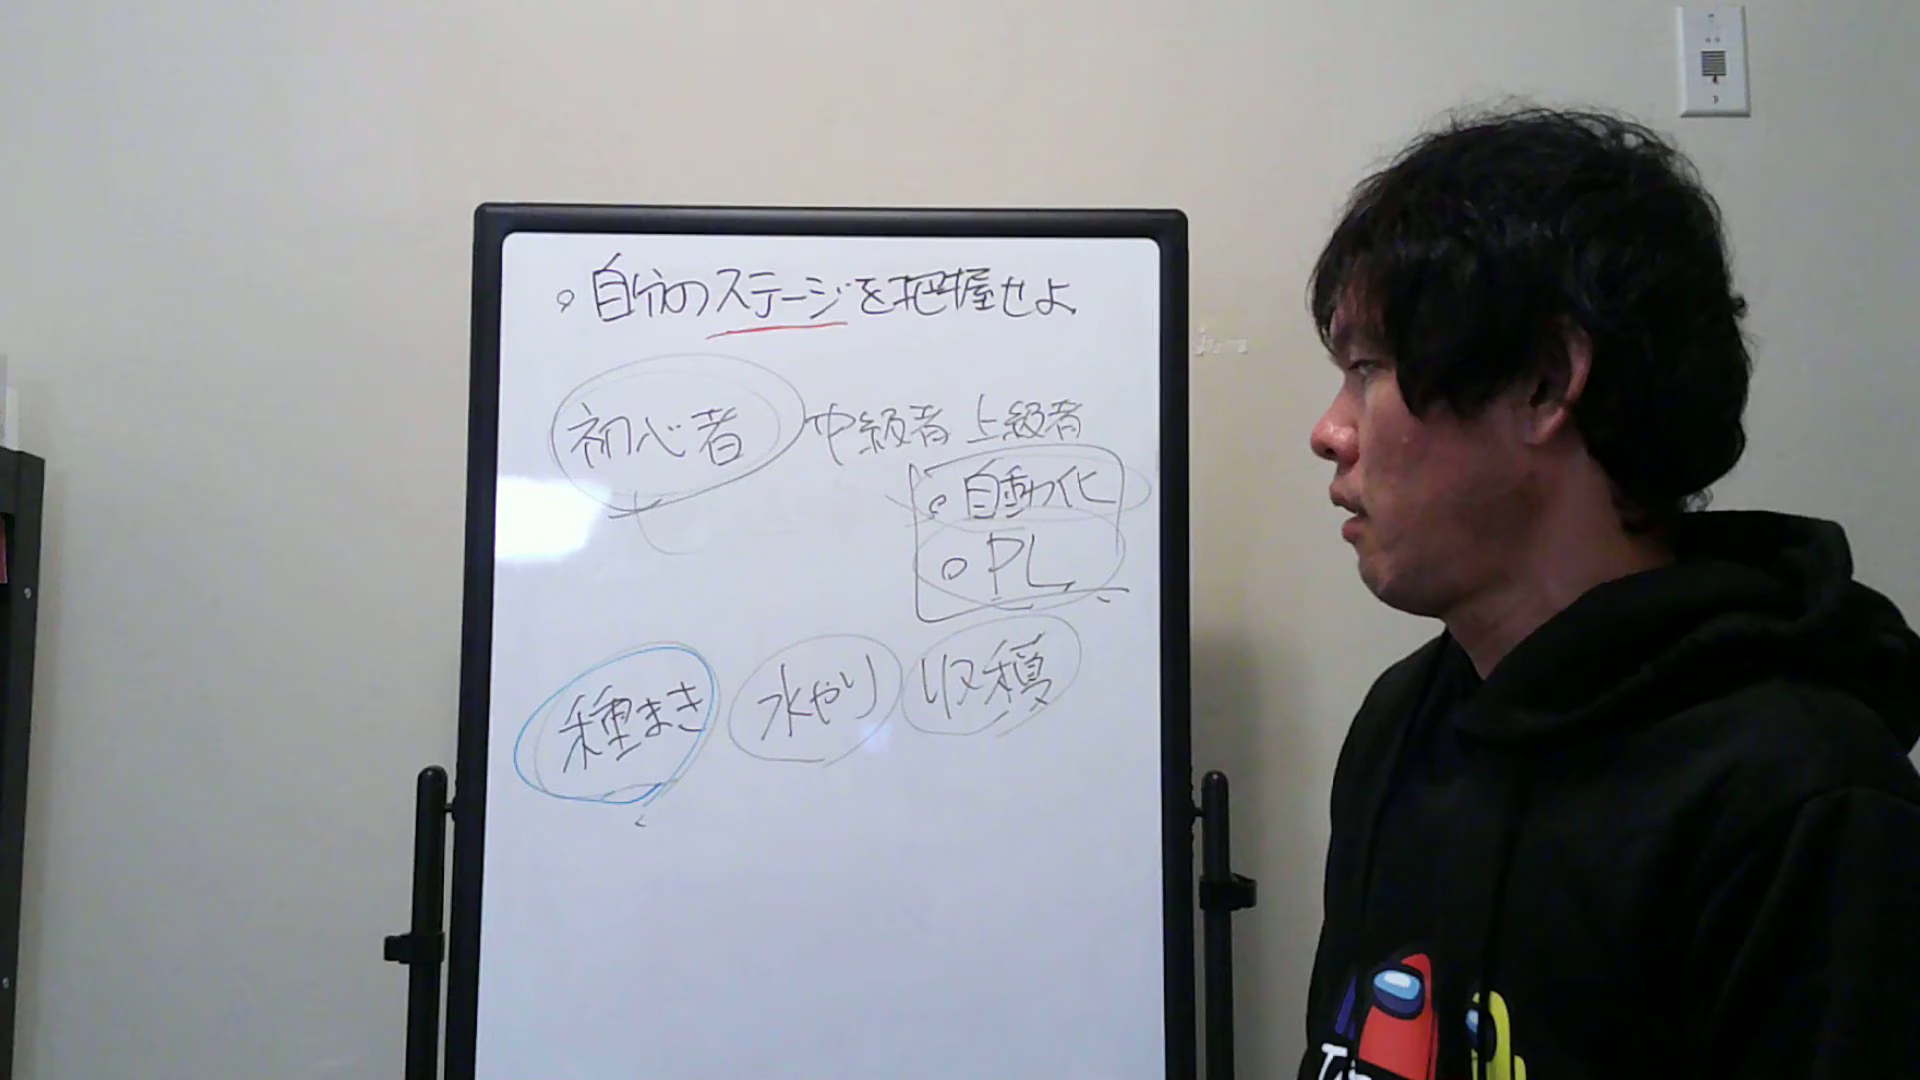 ○ 自分のステージを把握せよ
初心者 中級者 上級者
○ 自動化
○ PL
種まき 水やり 収穫